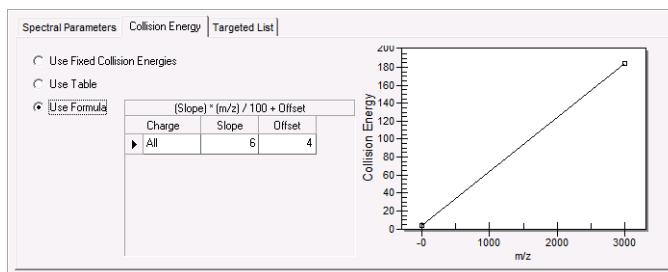 Spectral Parameters Collision Energy Targeted List
Use Fixed Collision Energies
Use Table
Use Formula
(Slope) * (m/z) / 100 + Offset
Charge Slope Offset
All 6 4
Collision Energy
200
180
160
140
120
100
80
60
40
20
0
-0 1000 2000 3000
m/z